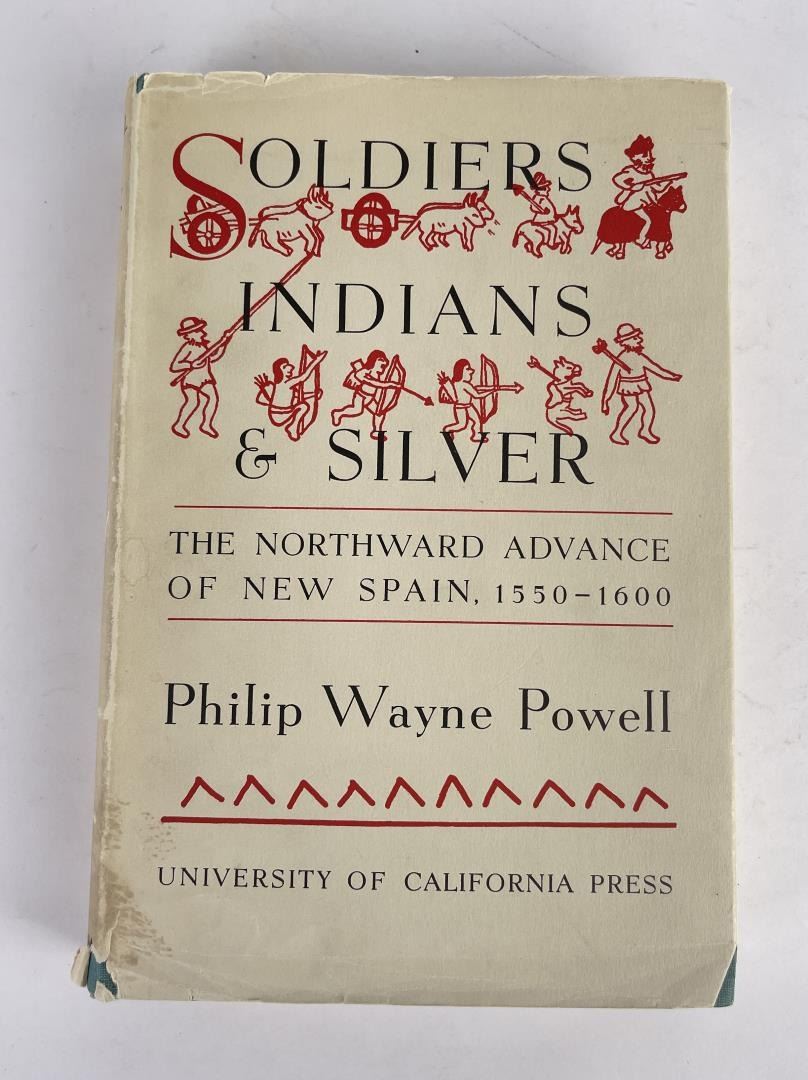 SOLDIERS
INDIANS
& SILVER
THE NORTHWARD ADVANCE
OF NEW SPAIN, 1550–1600
Philip Wayne Powell
UNIVERSITY OF CALIFORNIA PRESS